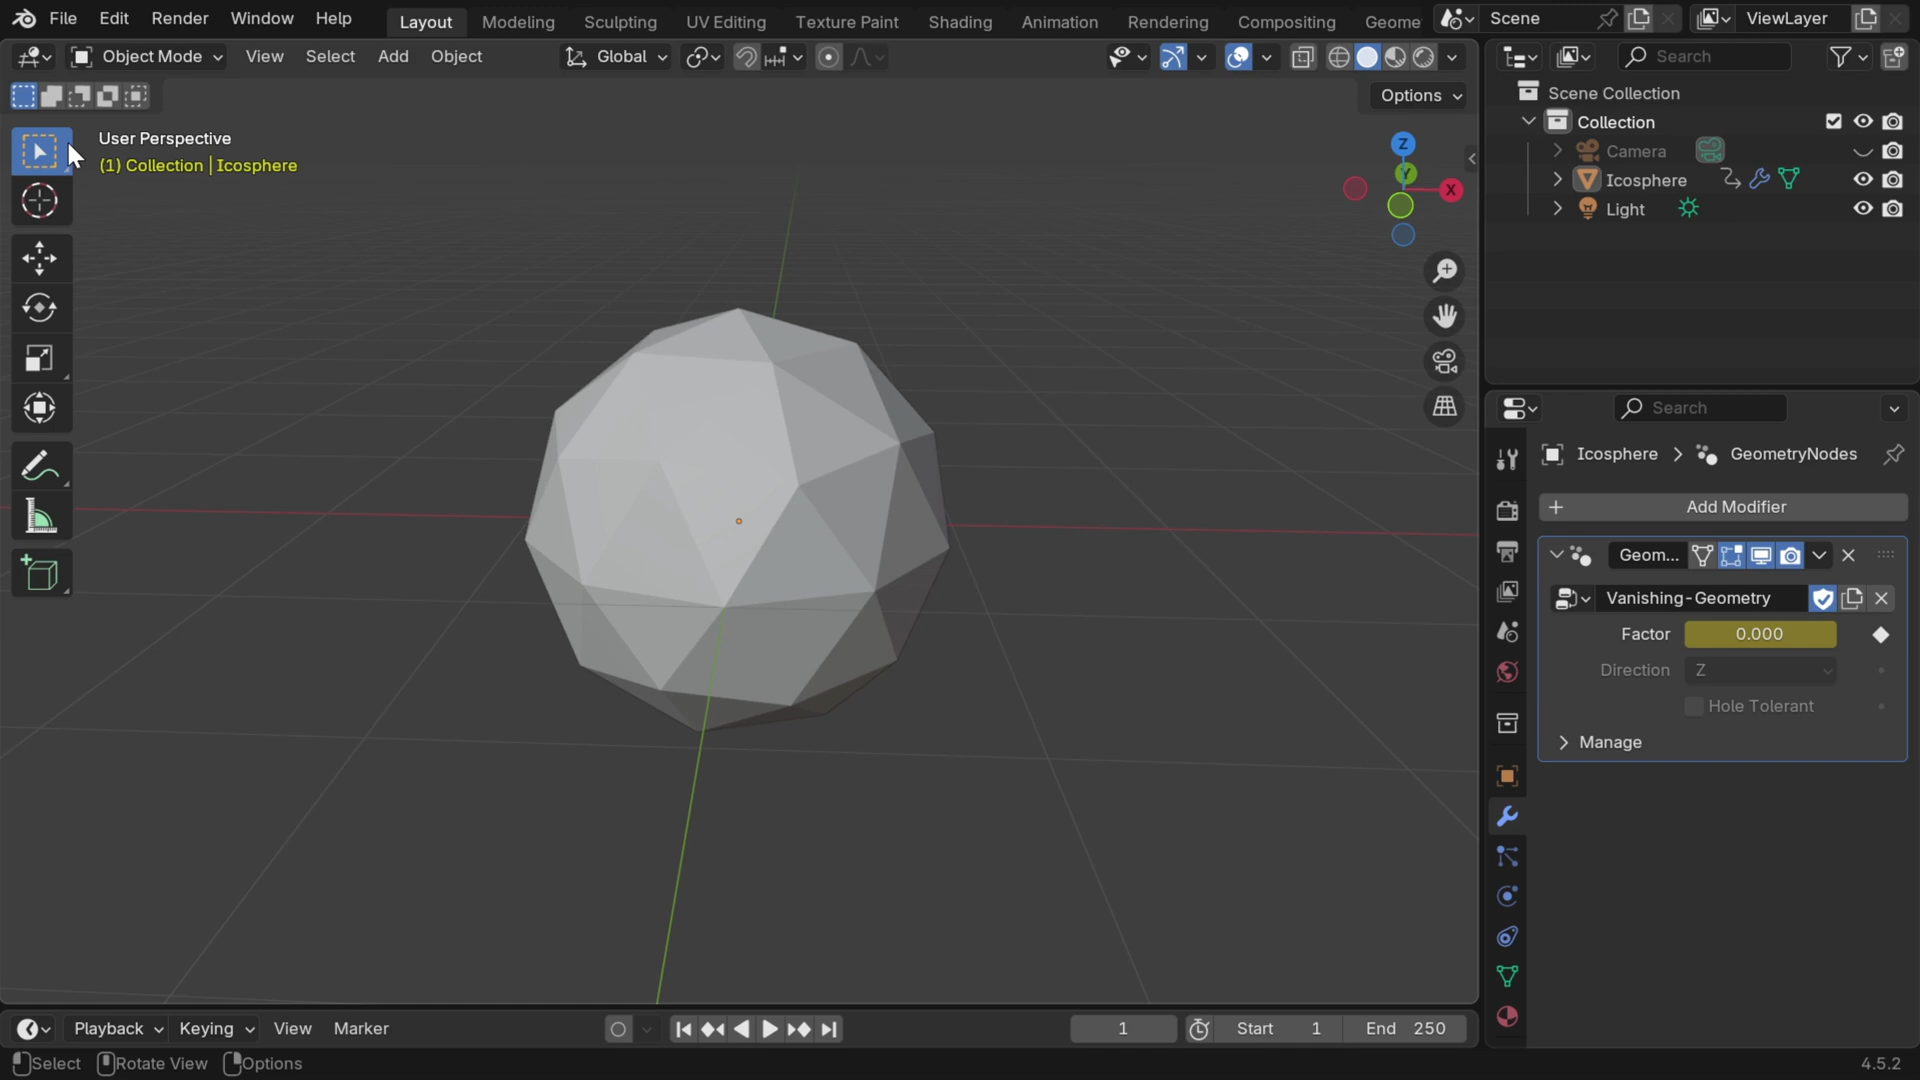 File Edit Render Window Help Layout Modeling Sculpting UV Editing Texture Paint Shading Animation Rendering Compositing Geome Scene ViewLayer
Object Mode View Select Add Object Global Search
Options
User Perspective
(1) Collection | Icosphere
Z
Y
X
Scene Collection
Collection
Camera
Icosphere
Light
Search
Icosphere > GeometryNodes
+ Add Modifier
Geom...
Vanishing-Geometry
Factor 0.000
Direction Z
Hole Tolerant
Manage
Playback Keying View Marker 1 Start 1 End 250
Select Rotate View Options 4.5.2